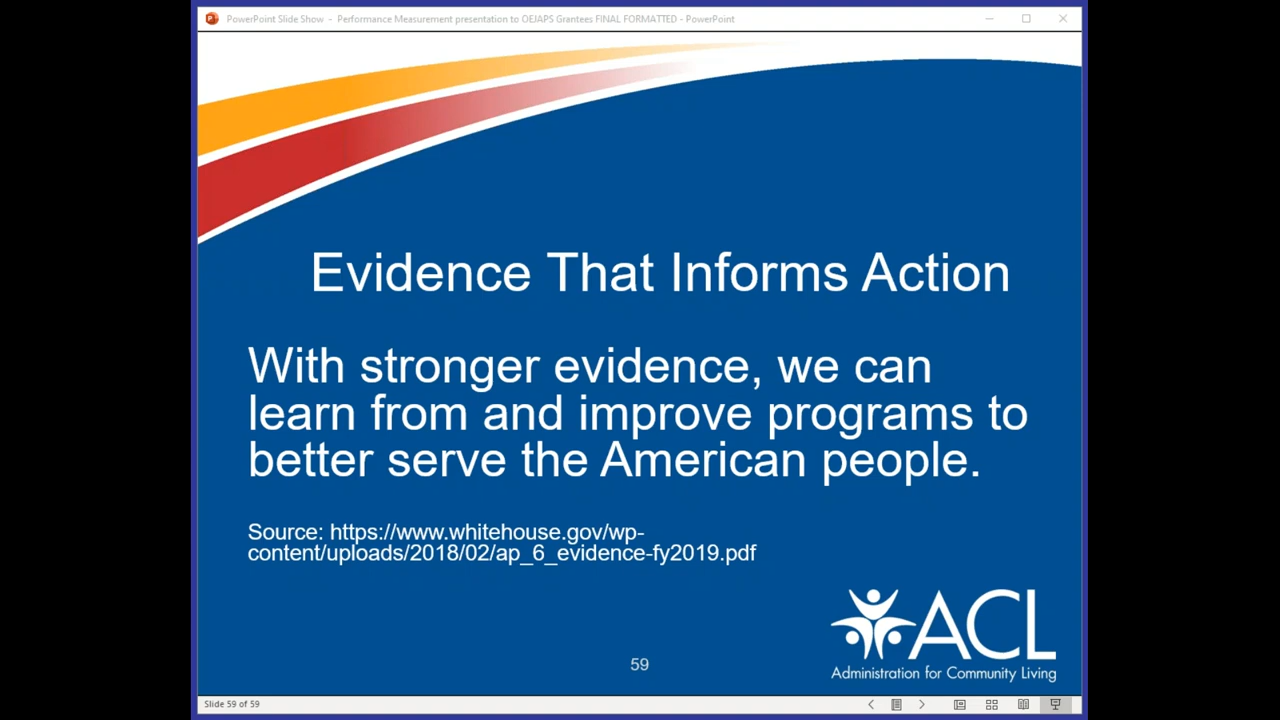 PowerPoint Slide Show - Performance Measurement presentation to OEJAPS Grantees FINAL FORMATTED - PowerPoint
Evidence That Informs Action
With stronger evidence, we can
learn from and improve programs to
better serve the American people.
Source: https://www.whitehouse.gov/wp-
content/uploads/2018/02/ap_6_evidence-fy2019.pdf
ACL
Administration for Community Living
59
Slide 59 of 59